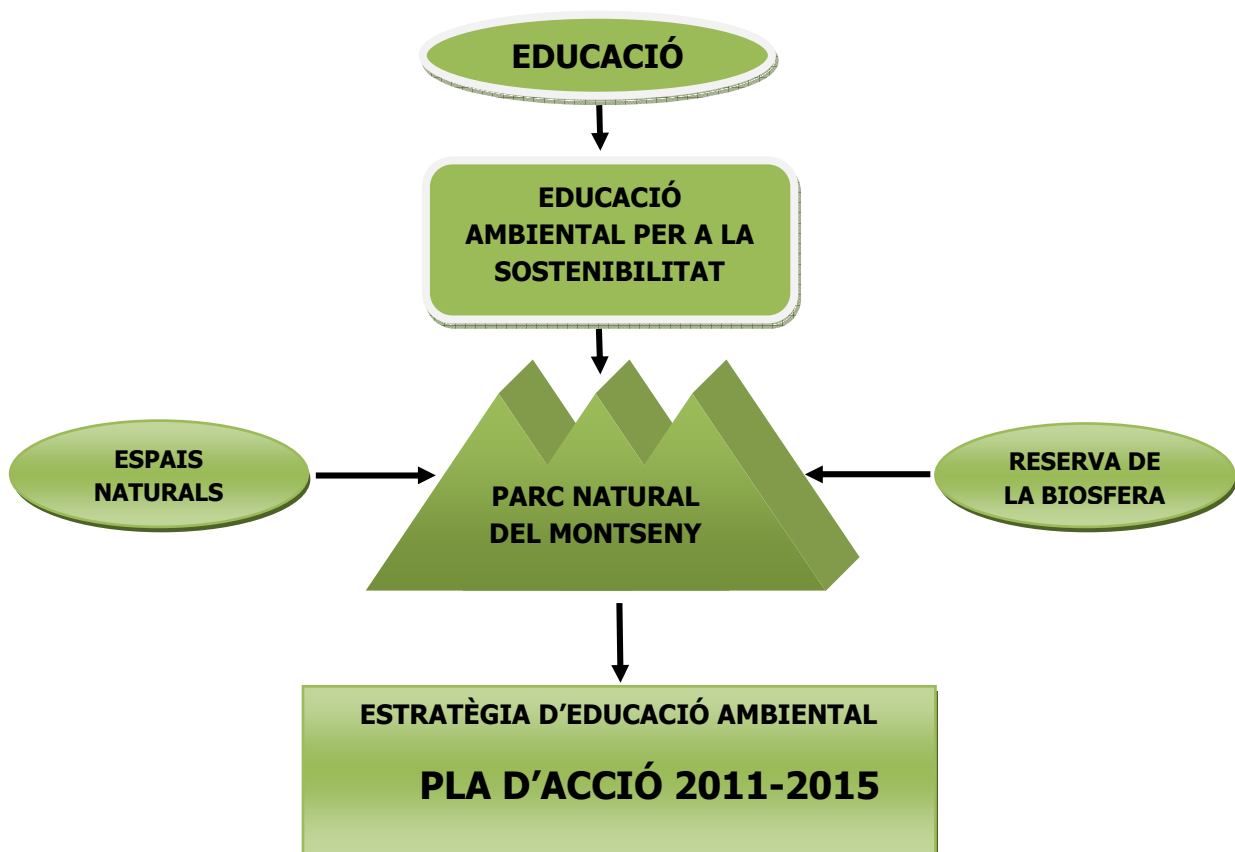 EDUCACIÓ
EDUCACIÓ
AMBIENTAL PER A LA
SOSTENIBILITAT
ESPAIS
NATURALS
PARC NATURAL
DEL MONTSENY
RESERVA DE
LA BIOSFERA
ESTRATÈGIA D’EDUCACIÓ AMBIENTAL
PLA D’ACCIÓ 2011-2015